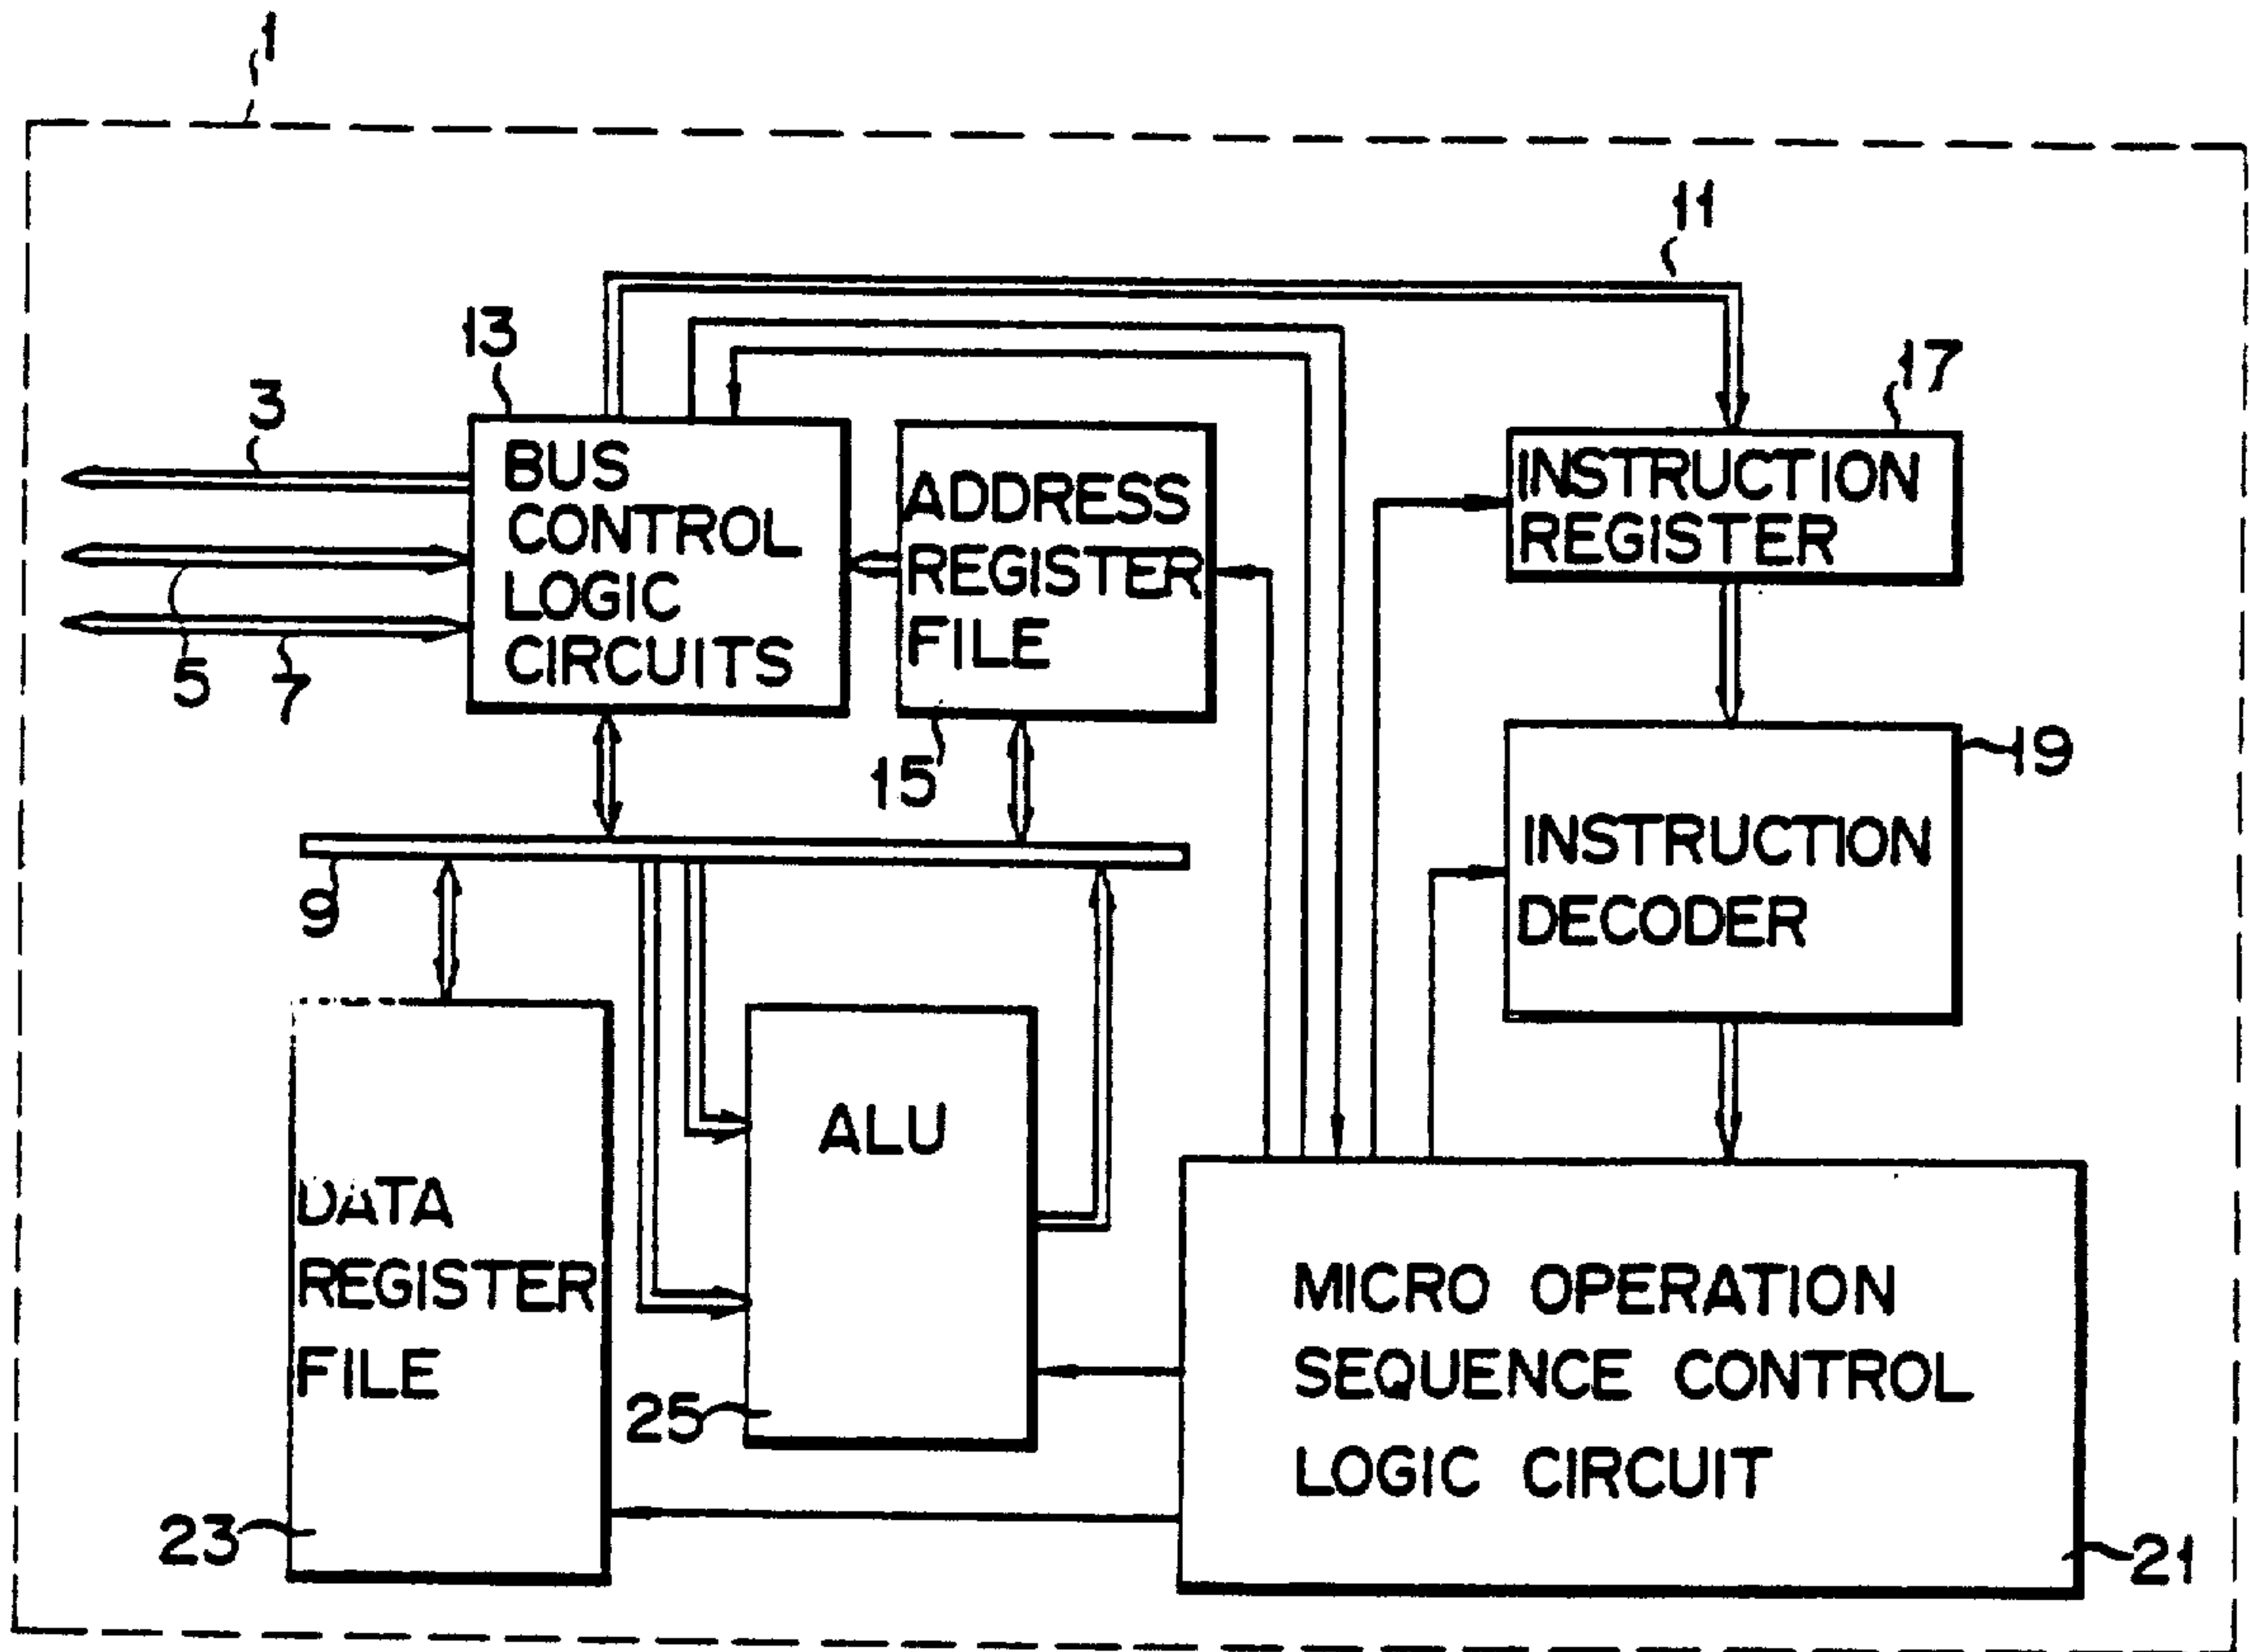 1
11
13
17
3
BUS
CONTROL
LOGIC
CIRCUITS
ADDRESS
REGISTER
FILE
INSTRUCTION
REGISTER
5
7
15
19
9
INSTRUCTION
DECODER
ALU
DATA
REGISTER
FILE
25
MICRO OPERATION
SEQUENCE CONTROL
LOGIC CIRCUIT
23
21